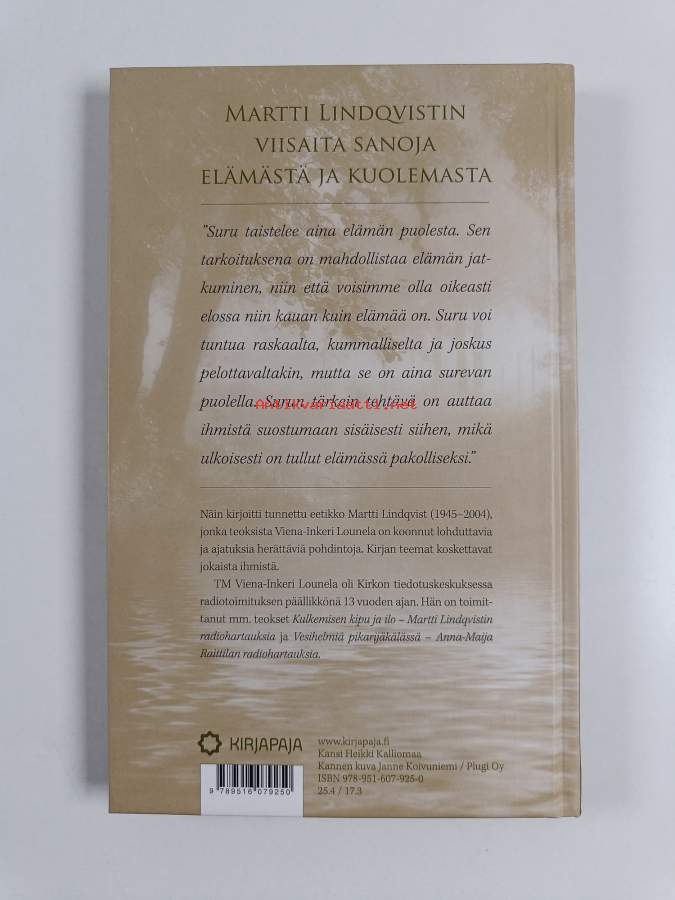 MARTTI LINDQVISTIN
VIISAITA SANOJA
ELÄMÄSTÄ JA KUOLEMASTA
"Suru taistelee aina elämän puolesta. Sen
tarkoituksena on mahdollistaa elämän jat-
kuminen, niin että voisimme olla oikeasti
elossa niin kauan kuin elämää on. Suru voi
tuntua raskaalta, kummalliselta ja joskus
pelottavaltakin, mutta se on aina surevan
puolella. Surun tärkein tehtävä on auttaa
Antikvariaatti.net
ihmistä suostumaan sisäisesti siihen, mikä
ulkoisesti on tullut elämässä pakolliseksi."
Näin kirjoitti tunnettu eetikko Martti Lindqvist (1945–2004),
jonka teoksista Viena-Inkeri Lounela on koonnut lohduttavia
ja ajatuksia herättäviä pohdintoja. Kirjan teemat koskettavat
jokaista ihmistä.
TM Viena-Inkeri Lounela oli Kirkon tiedotuskeskuksessa
radiotoimituksen päällikkönä 13 vuoden ajan. Hän on toimit-
tanut mm. teokset Kulkemisen kipu ja ilo – Martti Lindqvistin
radiohartauksia ja Vesihelmiä pikarijäkälässä – Anna-Maija
Raittilan radiohartauksia.
KIRJAPAJA
www.kirjapaja.fi
Kansi Heikki Kalliomaa
Kannen kuva Janne Koivuniemi / Plugi Oy
ISBN 978-951-607-925-0
25.4 / 17.3
9 789516 079250